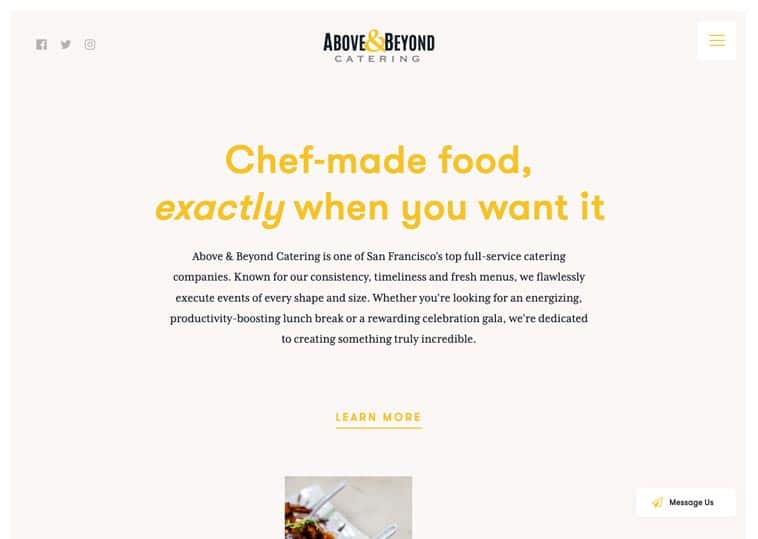 ABOVE & BEYOND
CATERING
Chef-made food,
exactly when you want it
Above & Beyond Catering is one of San Francisco's top full-service catering
companies. Known for our consistency, timeliness and fresh menus, we flawlessly
execute events of every shape and size. Whether you're looking for an energizing,
productivity-boosting lunch break or a rewarding celebration gala, we're dedicated
to creating something truly incredible.
LEARN MORE
Message Us